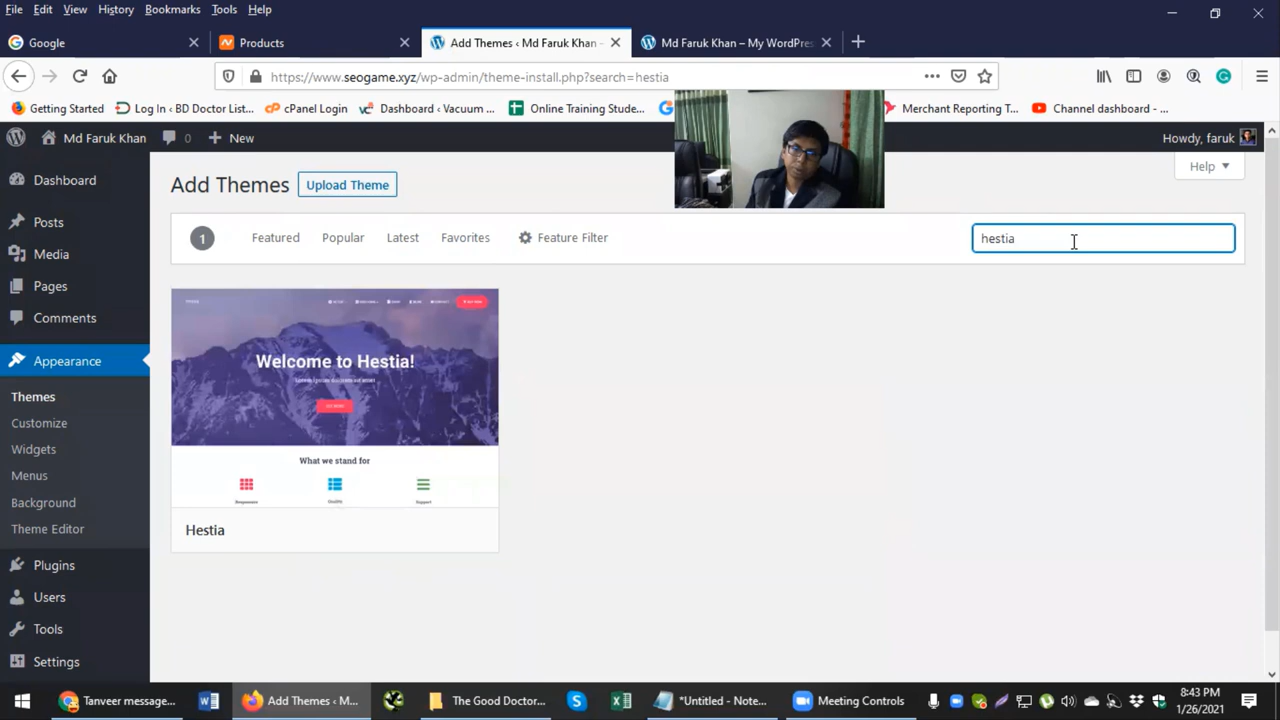 File Edit View History Bookmarks Tools Help
Google
Products
Add Themes ‹ Md Faruk Khan –
Md Faruk Khan – My WordPres
https://www.seogame.xyz/wp-admin/theme-install.php?search=hestia
Getting Started
Log In ‹ BD Doctor List...
cPanel Login
Dashboard ‹ Vacuum ...
Online Training Stude...
Merchant Reporting T...
Channel dashboard - ...
Md Faruk Khan
0
New
Howdy, faruk
Dashboard
Posts
Media
Pages
Comments
Appearance
Themes
Customize
Widgets
Menus
Background
Theme Editor
Plugins
Users
Tools
Settings
Help
Add Themes
Upload Theme
1
Featured
Popular
Latest
Favorites
Feature Filter
hestia
Welcome to Hestia!
What we stand for
Responsive
Support
Hestia
Tanveer message...
Add Themes ‹ M...
The Good Doctor...
*Untitled - Note...
Meeting Controls
8:43 PM
1/26/2021